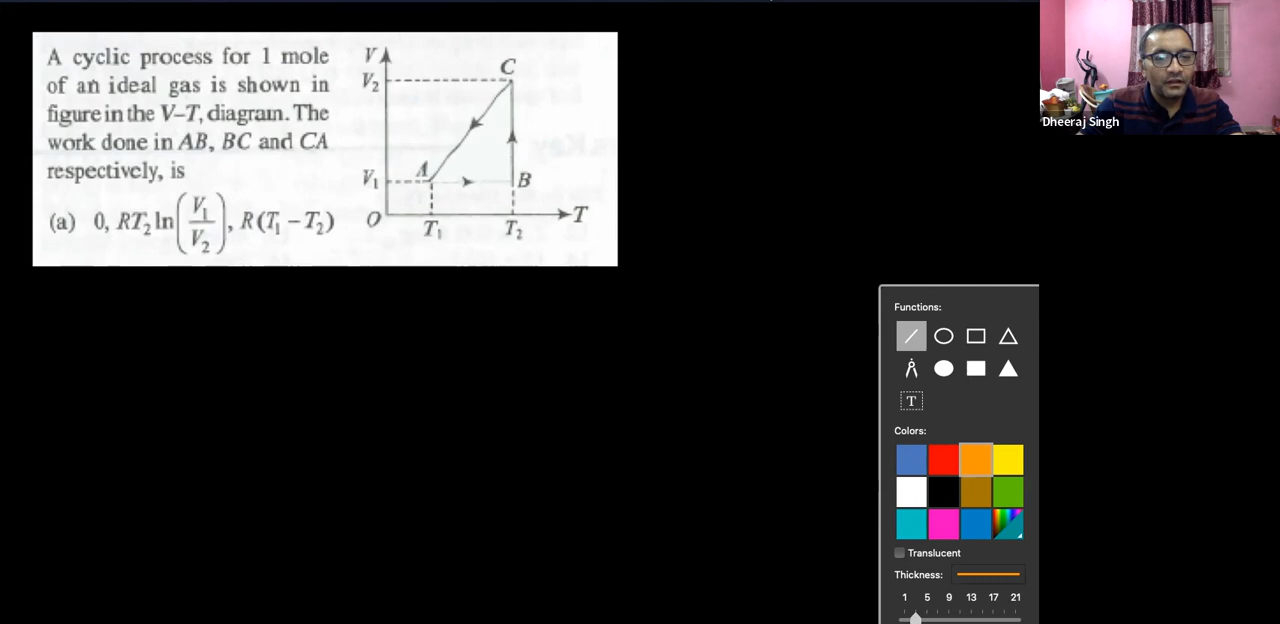 A cyclic process for 1 mole
of an ideal gas is shown in
figure in the V–T, diagram. The
work done in AB, BC and CA
respectively, is
(a) 0, RT₂ ln(V₁/V₂), R(T₁ – T₂)
V
V₂
C
A
V₁
B
O
T₁
T₂
T
Dheeraj Singh
Functions:
T
Colors:
Translucent
Thickness:
1 5 9 13 17 21